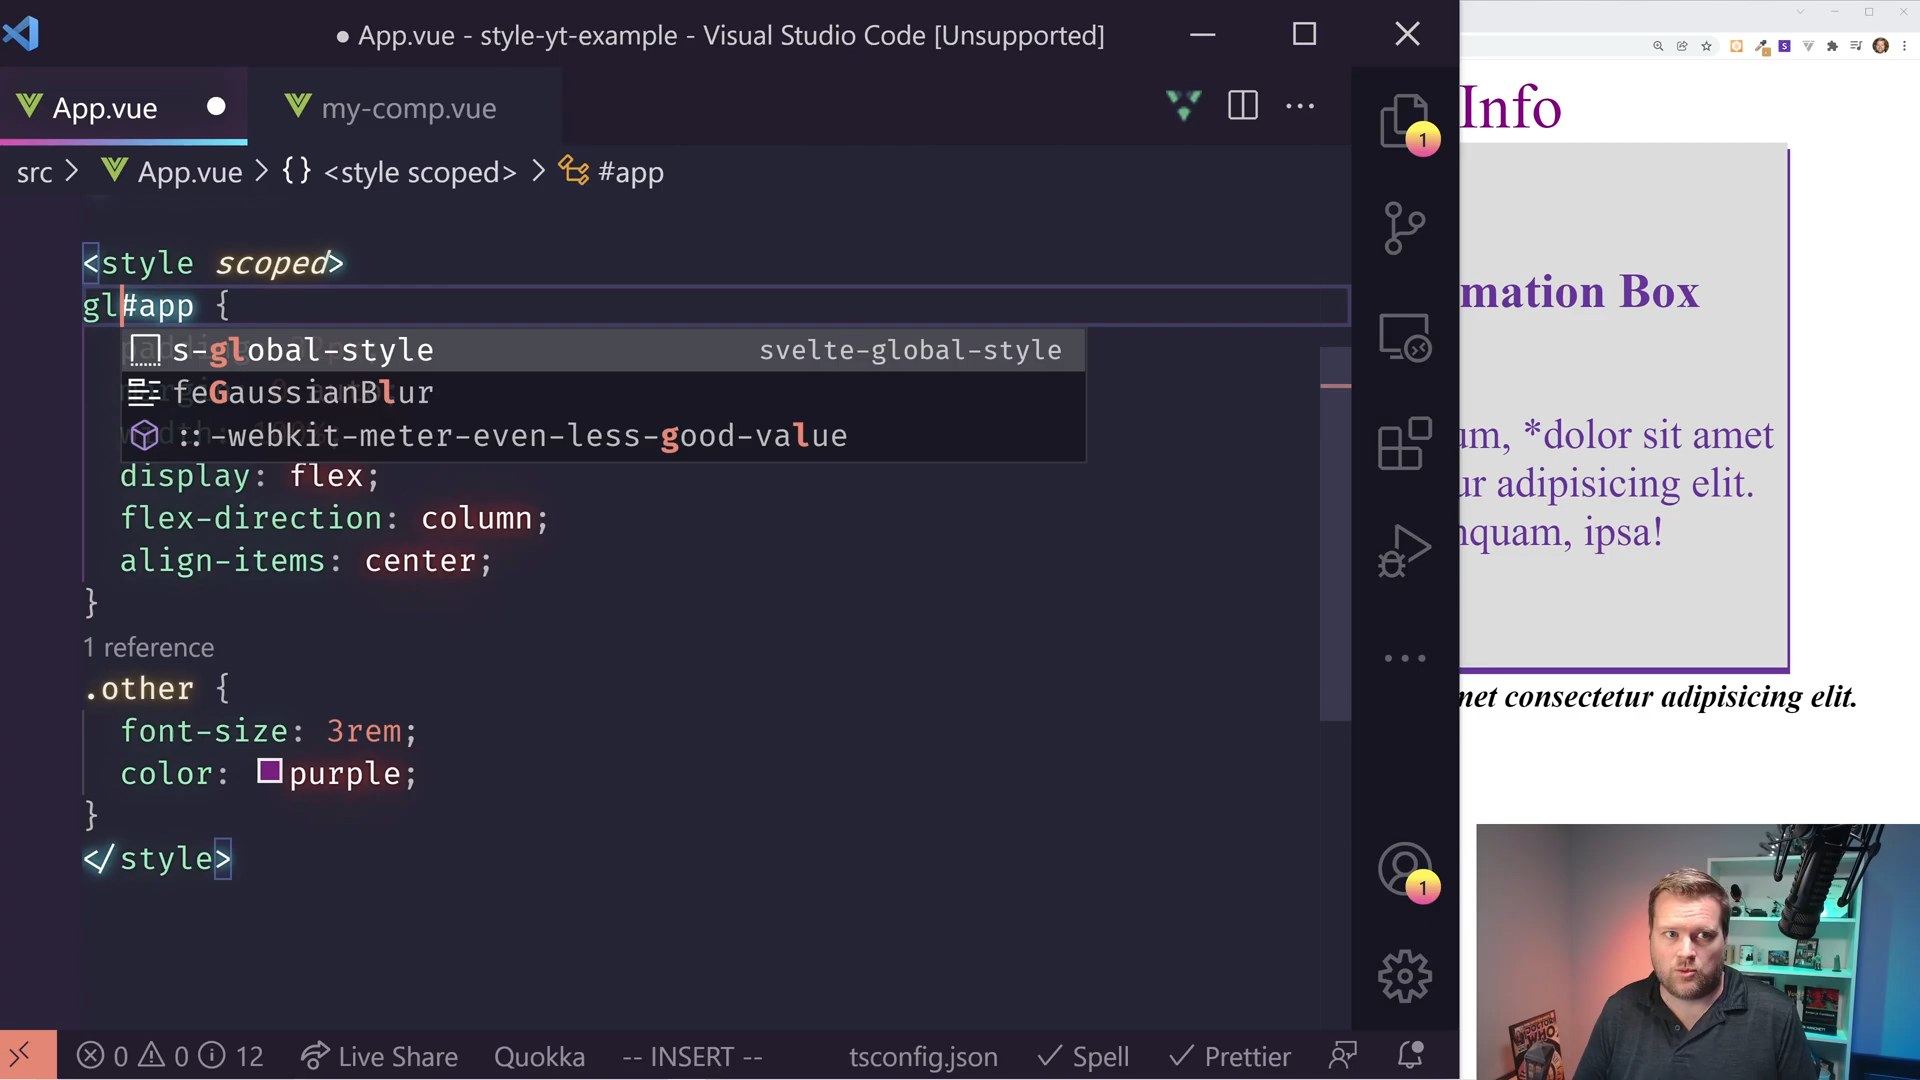 ● App.vue - style-yt-example - Visual Studio Code [Unsupported]
App.vue
my-comp.vue
src > App.vue > {} <style scoped> > #app
<style scoped>
gl#app {
s-global-style svelte-global-style
feGaussianBlur
::-webkit-meter-even-less-good-value
display: flex;
flex-direction: column;
align-items: center;
}
1 reference
.other {
font-size: 3rem;
color: purple;
}
</style>
1
1
0 0 12 Live Share Quokka -- INSERT -- tsconfig.json Spell Prettier
Info
mation Box
um, *dolor sit amet
ur adipisicing elit.
nquam, ipsa!
met consectetur adipisicing elit.